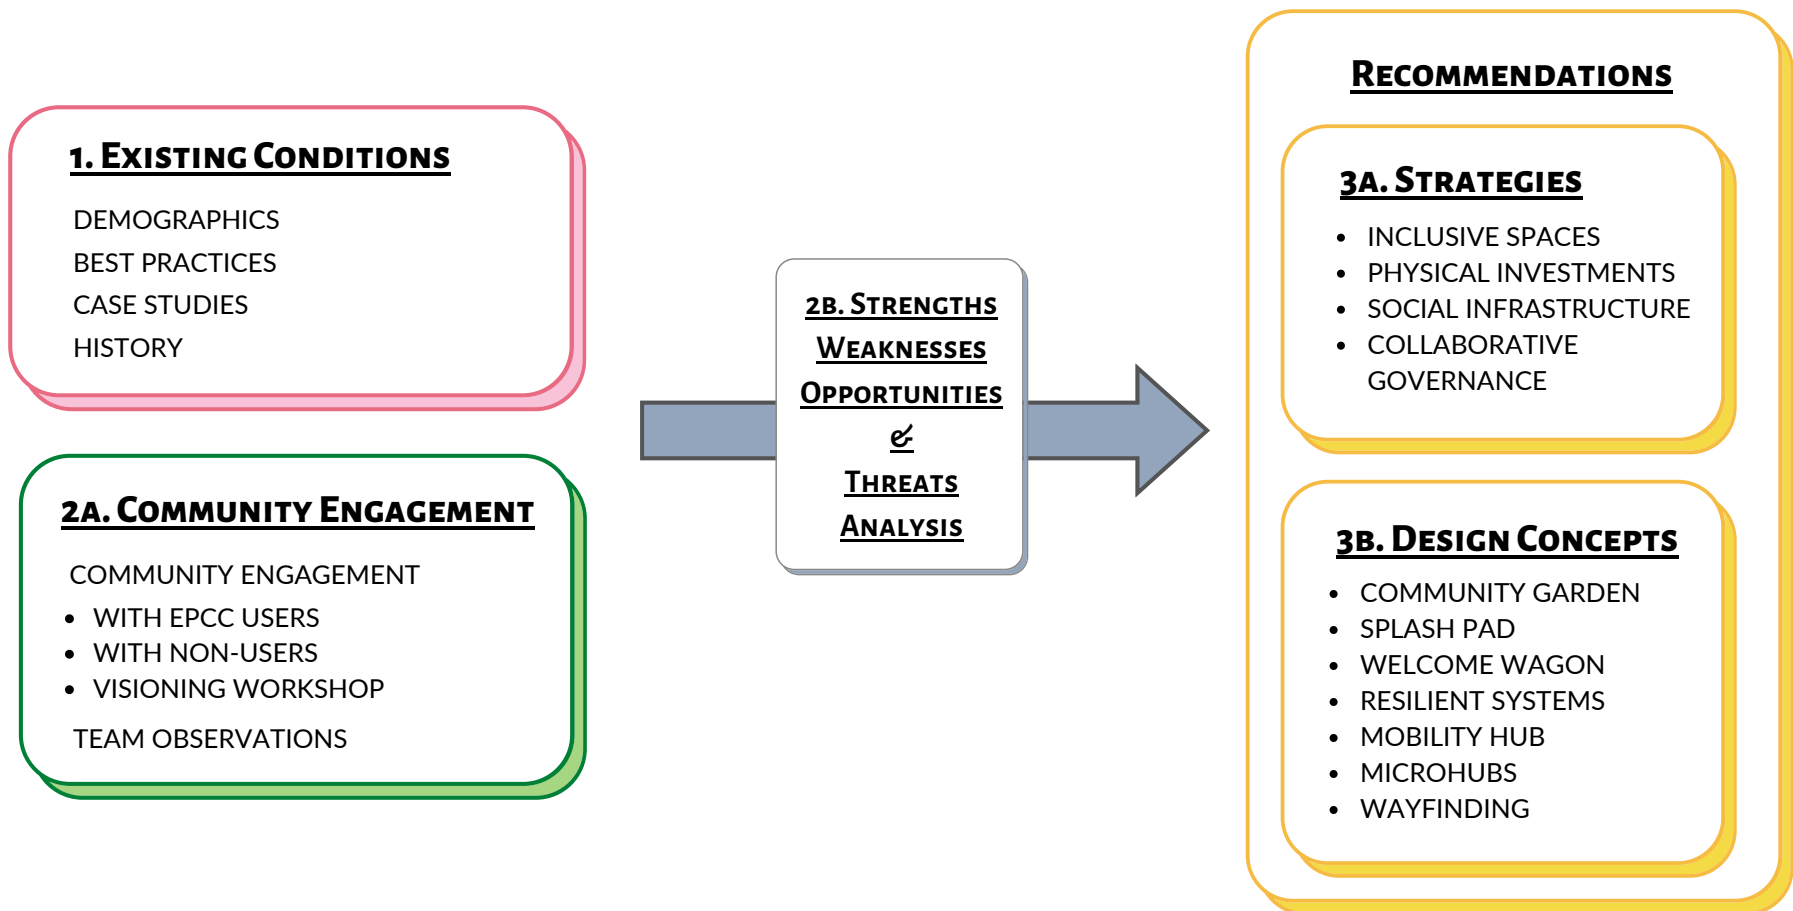 1. Existing Conditions
DEMOGRAPHICS
BEST PRACTICES
CASE STUDIES
HISTORY
2A. Community Engagement
COMMUNITY ENGAGEMENT
• WITH EPCC USERS
• WITH NON-USERS
• VISIONING WORKSHOP
TEAM OBSERVATIONS
2B. Strengths
Weaknesses
Opportunities
&
Threats
Analysis
Recommendations
3A. Strategies
• INCLUSIVE SPACES
• PHYSICAL INVESTMENTS
• SOCIAL INFRASTRUCTURE
• COLLABORATIVE
GOVERNANCE
3B. Design Concepts
• COMMUNITY GARDEN
• SPLASH PAD
• WELCOME WAGON
• RESILIENT SYSTEMS
• MOBILITY HUB
• MICROHUBS
• WAYFINDING